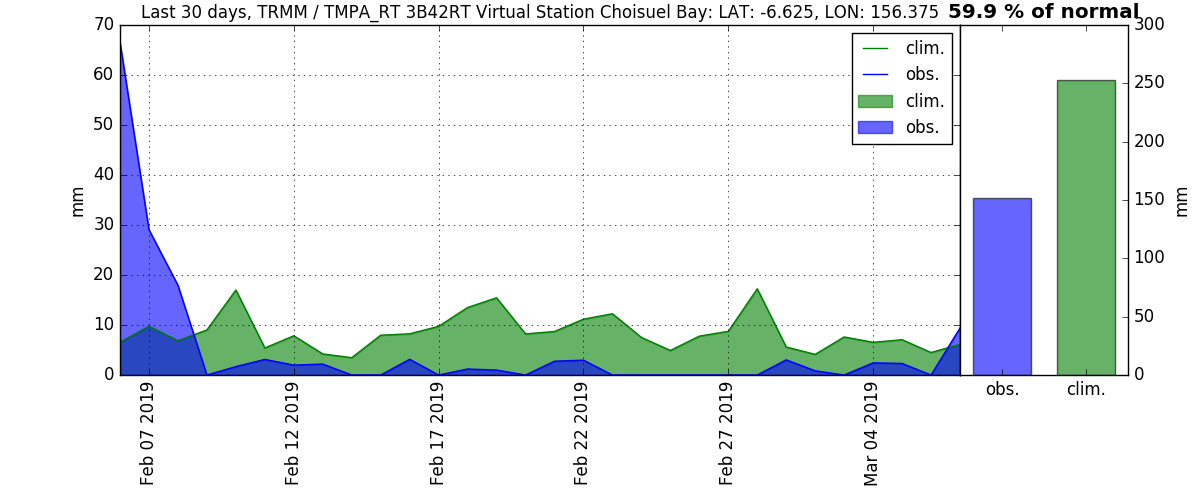 Last 30 days, TRMM / TMPA_RT 3B42RT Virtual Station Choisuel Bay: LAT: -6.625, LON: 156.375 59.9 % of normal
70
60
50
40
30
20
10
0
mm
clim.
obs.
clim.
obs.
Feb 07 2019
Feb 12 2019
Feb 17 2019
Feb 22 2019
Feb 27 2019
Mar 04 2019
300
250
200
150
100
50
0
mm
obs.
clim.